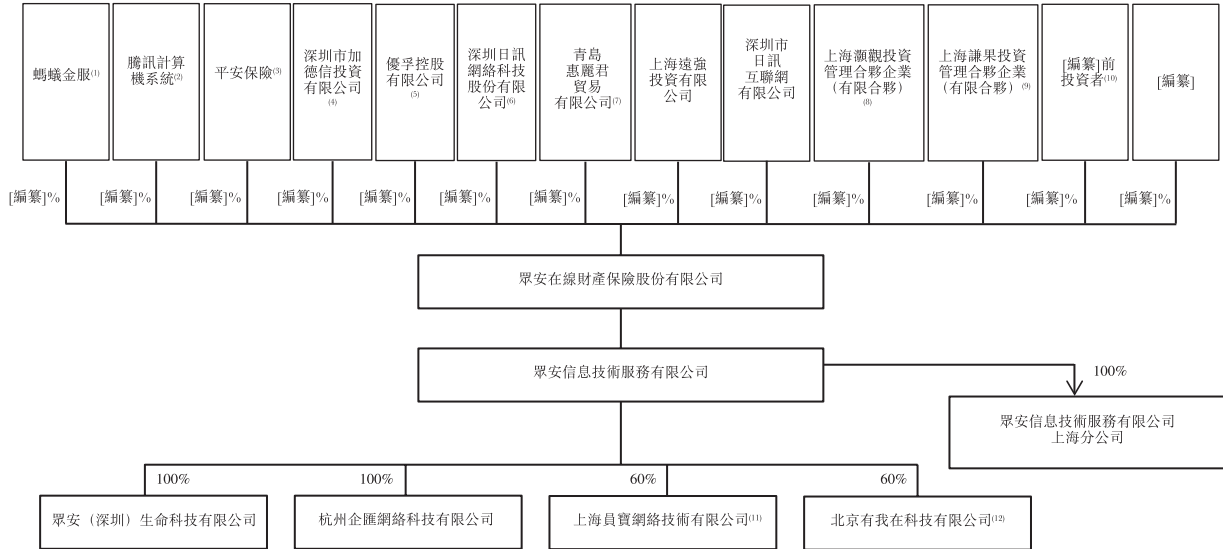 螞蟻金服(1)
騰訊計算
機系統(2)
平安保險(3)
深圳市加
德信投資
有限公司
(4)
優孚控股
有限公司
(5)
深圳日訊
網絡科技
股份有限
公司(6)
青島
惠麗君
貿易
有限公司(7)
上海遠強
投資有限
公司
深圳市
日訊
互聯網
有限公司
上海灝觀投資
管理合夥企業
(有限合夥)
(8)
上海謙果投資
管理合夥企業
(有限合夥) (9)
[編纂]前
投資者(10)
[編纂]
[編纂]% [編纂]% [編纂]% [編纂]% [編纂]% [編纂]% [編纂]% [編纂]% [編纂]% [編纂]% [編纂]% [編纂]% [編纂]%
眾安在線財產保險股份有限公司
眾安信息技術服務有限公司
100%
眾安信息技術服務有限公司
上海分公司
100% 100% 60% 60%
眾安(深圳)生命科技有限公司
杭州企匯網絡科技有限公司
上海員寶網絡技術有限公司(11)
北京有我在科技有限公司(12)